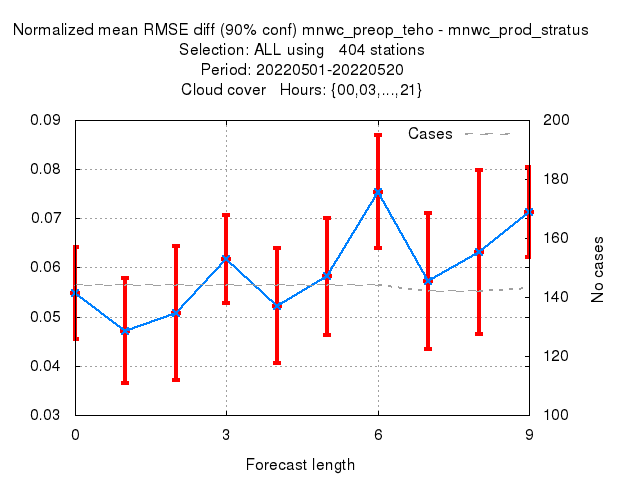 Normalized mean RMSE diff (90% conf) mnwc_preop_teho - mnwc_prod_stratus
Selection: ALL using   404 stations
Period: 20220501-20220520
Cloud cover   Hours: {00,03,...,21}
0.09
0.08
0.07
0.06
0.05
0.04
0.03
Cases
200
180
160
140
120
100
No cases
0
3
6
9
Forecast length